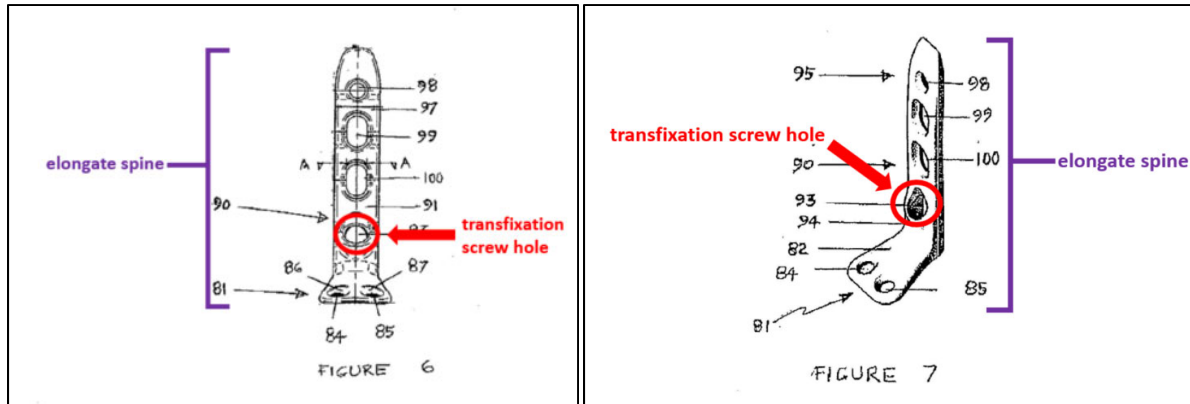 98
97
99
elongate spine
A
A
100
90
91
transfixation
screw hole
86
87
81
84
85
FIGURE 6
95
98
transfixation screw hole
99
90
100
elongate spine
93
94
82
84
85
81
FIGURE 7